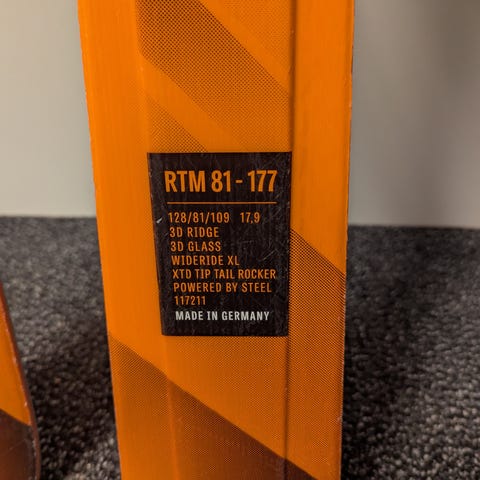 RTM 81 - 177
128/81/109 17,9
3D RIDGE
3D GLASS
WIDERIDE XL
XTD TIP TAIL ROCKER
POWERED BY STEEL
117211
MADE IN GERMANY